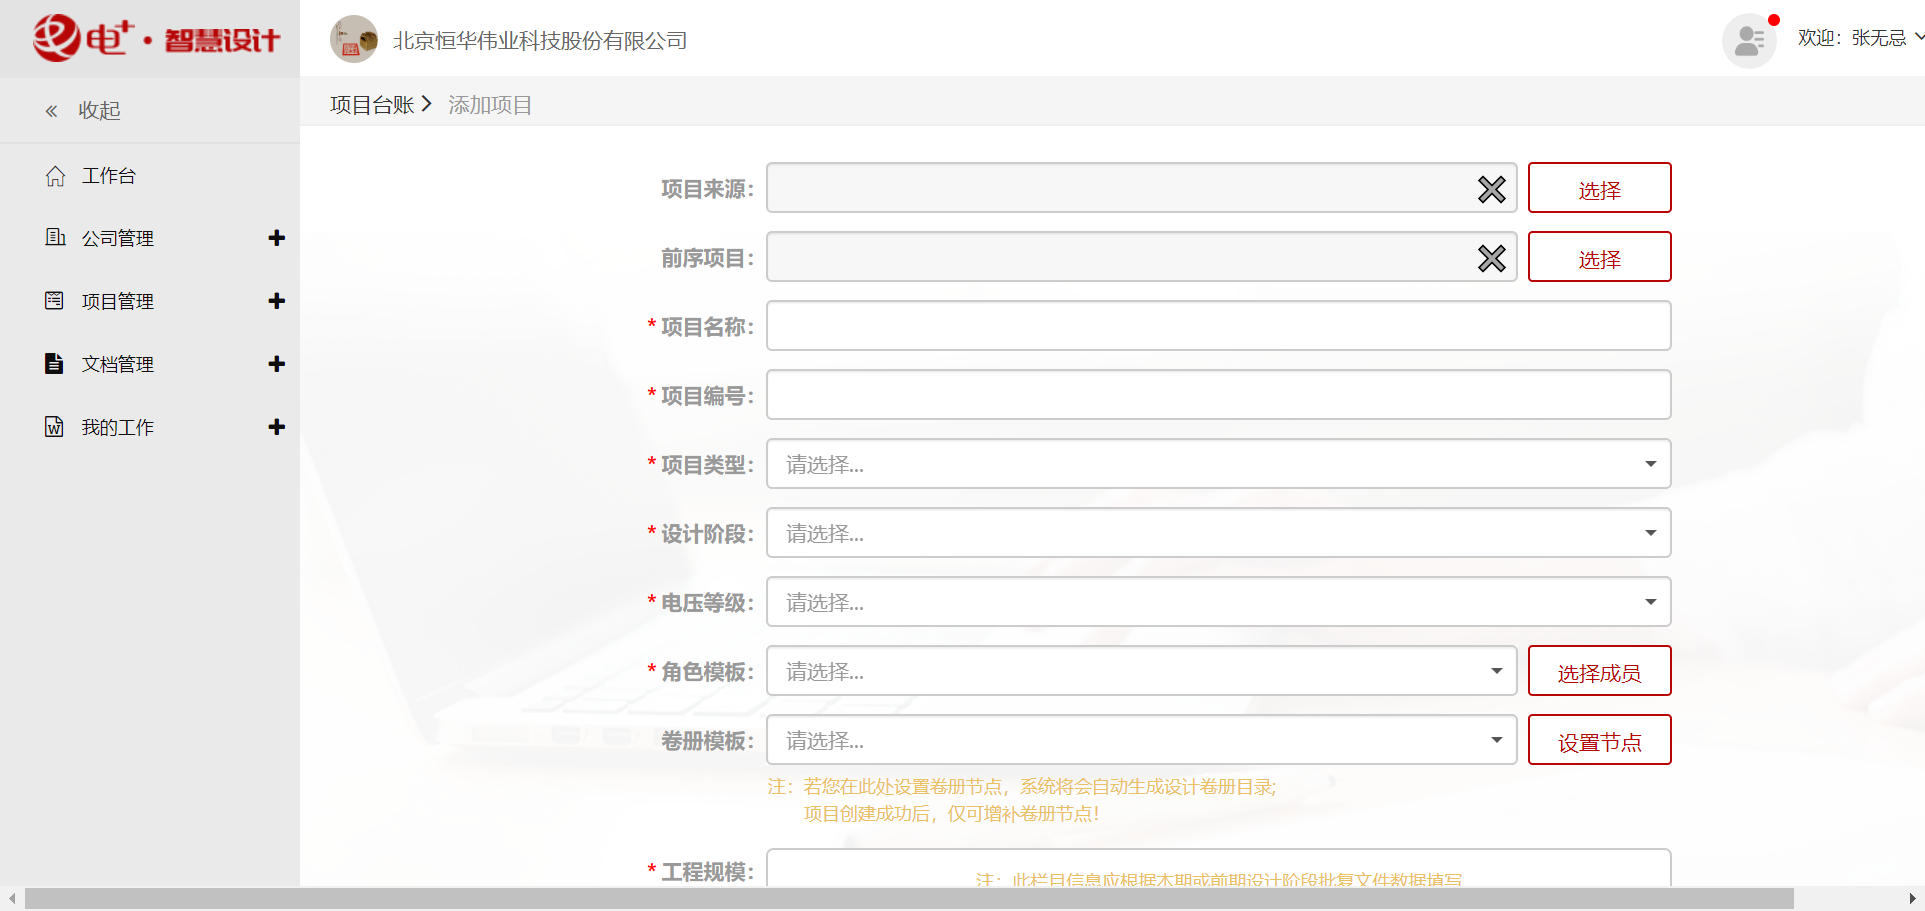 电+·智慧设计
北京恒华伟业科技股份有限公司
欢迎：张无忌
收起
项目台账 添加项目
工作台
公司管理
项目管理
文档管理
我的工作
项目来源： 选择
前序项目： 选择
*项目名称：
*项目编号：
*项目类型： 请选择...
*设计阶段： 请选择...
*电压等级： 请选择...
*角色模板： 请选择... 选择成员
卷册模板： 请选择... 设置节点
注：若您在此处设置卷册节点，系统将会自动生成设计卷册目录；
项目创建成功后，仅可增补卷册节点！
*工程规模：
注：此栏目信息应根据本期或前期设计阶段批复文件数据填写